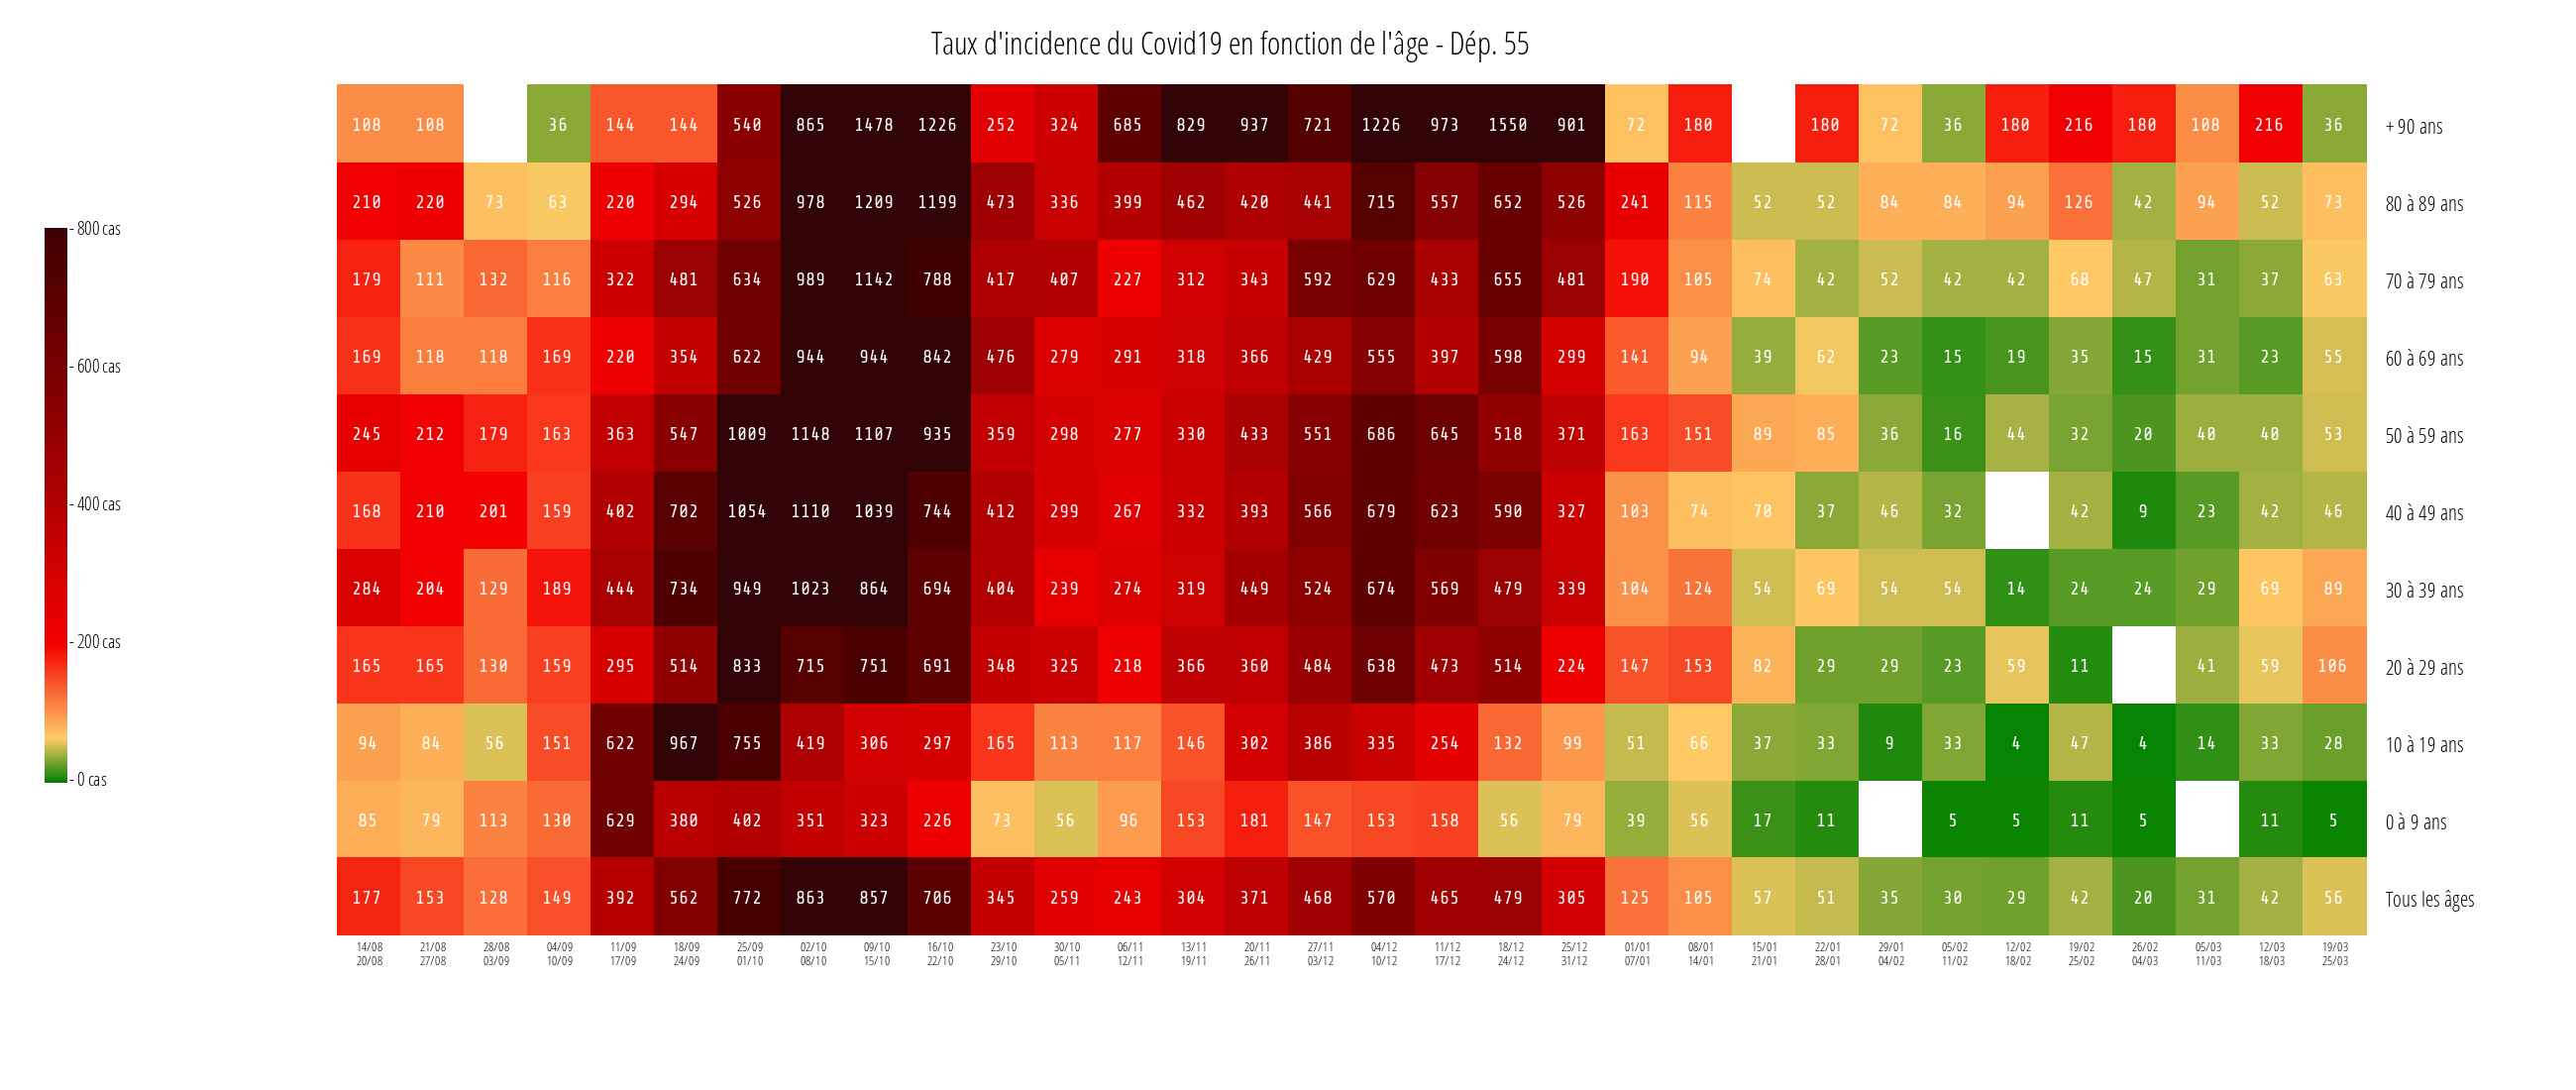 Taux d'incidence du Covid19 en fonction de l'âge - Dép. 55
- 800 cas
- 600 cas
- 400 cas
- 200 cas
- 0 cas
108 108 36 144 144 540 865 1478 1226 252 324 685 829 937 721 1226 973 1550 901 72 180 180 72 36 180 216 180 108 216 36 + 90 ans
210 220 73 63 220 294 526 978 1209 1199 473 336 399 462 420 441 715 557 652 526 241 115 52 52 84 84 94 126 42 94 52 73 80 à 89 ans
179 111 132 116 322 481 634 989 1142 788 417 407 227 312 343 592 629 433 655 481 190 105 74 42 52 42 42 68 47 31 37 63 70 à 79 ans
169 118 118 169 220 354 622 944 944 842 476 279 291 318 366 429 555 397 598 299 141 94 39 62 23 15 19 35 15 31 23 55 60 à 69 ans
245 212 179 163 363 547 1009 1148 1107 935 359 298 277 330 433 551 686 645 518 371 163 151 89 85 36 16 44 32 20 40 40 53 50 à 59 ans
168 210 201 159 402 702 1054 1110 1039 744 412 299 267 332 393 566 679 623 590 327 103 74 70 37 46 32 42 9 23 42 46 40 à 49 ans
284 204 129 189 444 734 949 1023 864 694 404 239 274 319 449 524 674 569 479 339 104 124 54 69 54 54 14 24 24 29 69 89 30 à 39 ans
165 165 130 159 295 514 833 715 751 691 348 325 218 366 360 484 638 473 514 224 147 153 82 29 29 23 59 11 41 59 106 20 à 29 ans
94 84 56 151 622 967 755 419 306 297 165 113 117 146 302 386 335 254 132 99 51 66 37 33 9 33 4 47 4 14 33 28 10 à 19 ans
85 79 113 130 629 380 402 351 323 226 73 56 96 153 181 147 153 158 56 79 39 56 17 11 5 5 11 5 11 5 0 à 9 ans
177 153 128 149 392 562 772 863 857 706 345 259 243 304 371 468 570 465 479 305 125 105 57 51 35 30 29 42 20 31 42 56 Tous les âges
14/08 21/08 28/08 04/09 11/09 18/09 25/09 02/10 09/10 16/10 23/10 30/10 06/11 13/11 20/11 27/11 04/12 11/12 18/12 25/12 01/01 08/01 15/01 22/01 29/01 05/02 12/02 19/02 26/02 05/03 12/03 19/03
20/08 27/08 03/09 10/09 17/09 24/09 01/10 08/10 15/10 22/10 29/10 05/11 12/11 19/11 26/11 03/12 10/12 17/12 24/12 31/12 07/01 14/01 21/01 28/01 04/02 11/02 18/02 25/02 04/03 11/03 18/03 25/03